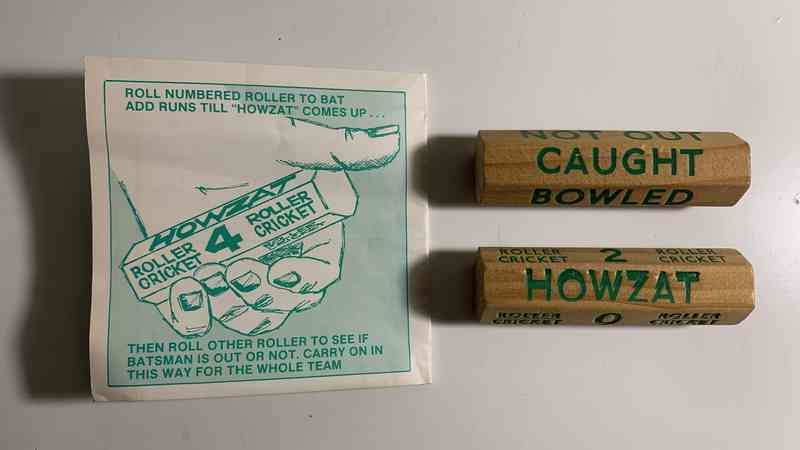 ROLL NUMBERED ROLLER TO BAT
ADD RUNS TILL "HOWZAT" COMES UP . . .
HOWZAT
ROLLER CRICKET 4 ROLLER CRICKET
THEN ROLL OTHER ROLLER TO SEE IF
BATSMAN IS OUT OR NOT. CARRY ON IN
THIS WAY FOR THE WHOLE TEAM
NOT OUT
CAUGHT
BOWLED
ROLLER CRICKET 2 ROLLER CRICKET
HOWZAT
ROLLER CRICKET 0 ROLLER CRICKET